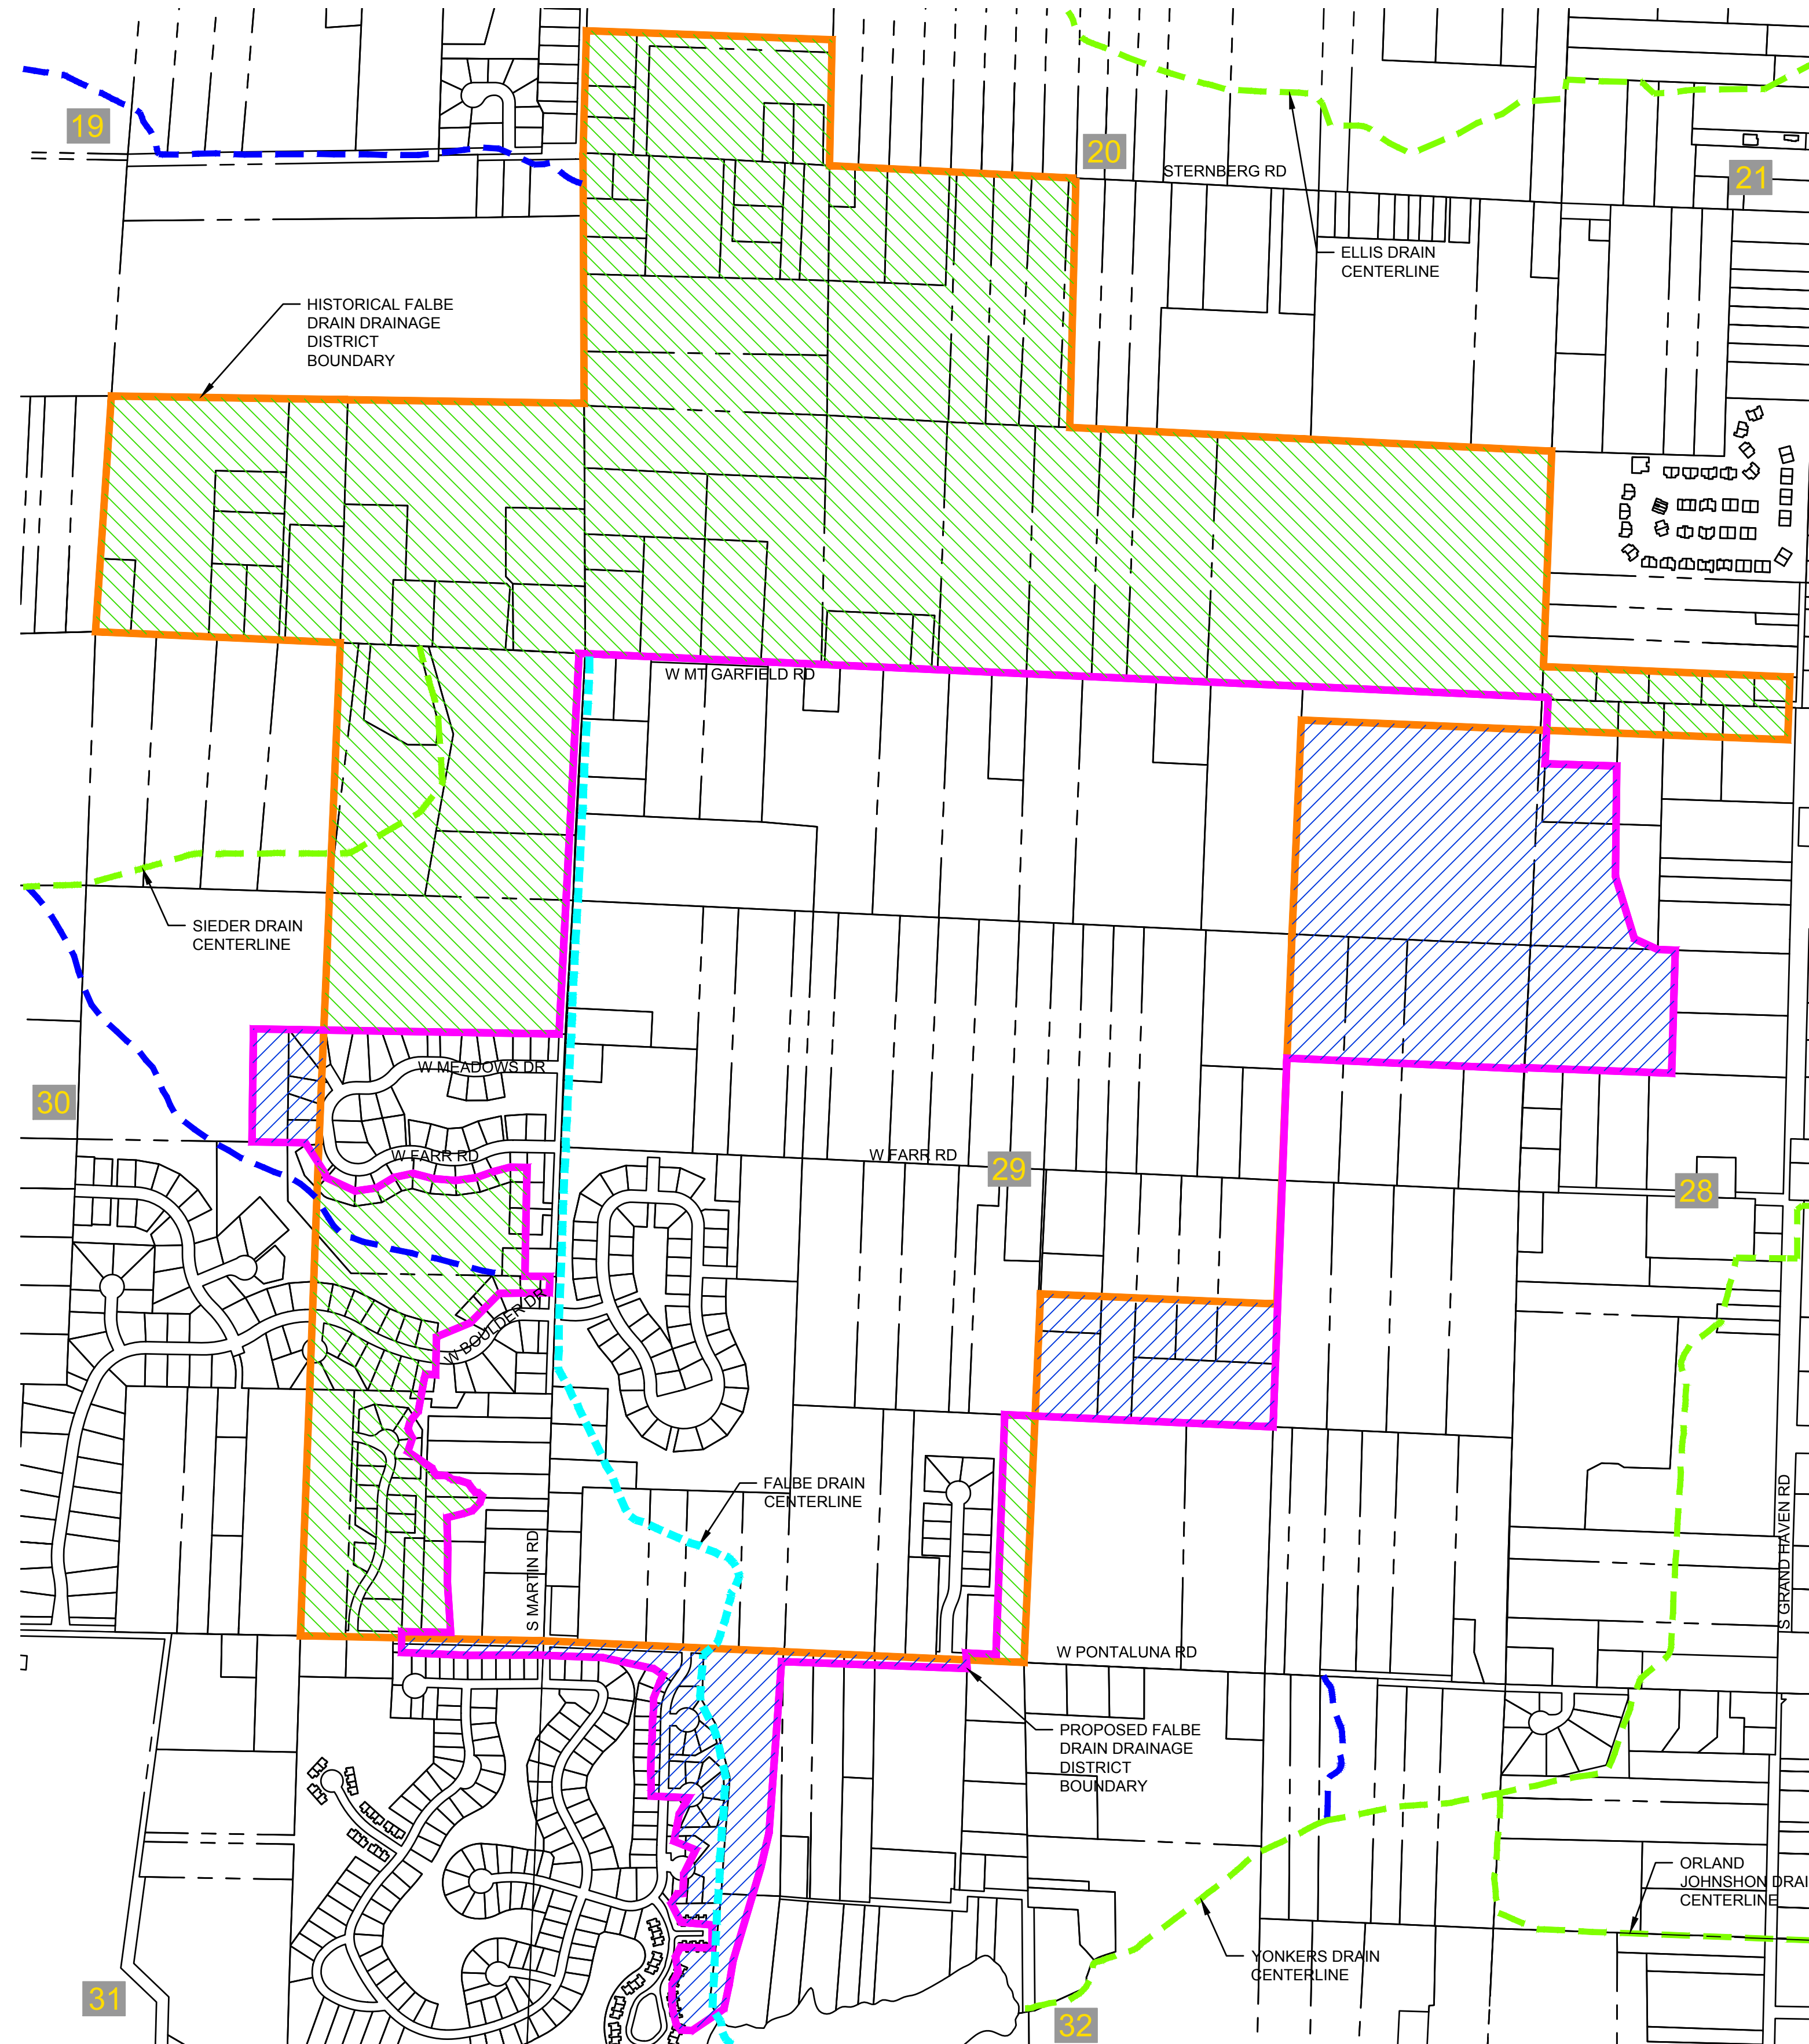 19
20
STERNBERG RD
21
ELLIS DRAIN
CENTERLINE
HISTORICAL FALBE
DRAIN DRAINAGE
DISTRICT
BOUNDARY
W MT GARFIELD RD
SIEDER DRAIN
CENTERLINE
W MEADOWS DR
30
W FARR RD
W FARR RD
29
28
W BOULDER DR
FALBE DRAIN
CENTERLINE
S MARTIN RD
S GRAND HAVEN RD
W PONTALUNA RD
PROPOSED FALBE
DRAIN DRAINAGE
DISTRICT
BOUNDARY
ORLAND
JOHNSHON DRAI
CENTERLINE
YONKERS DRAIN
CENTERLINE
31
32